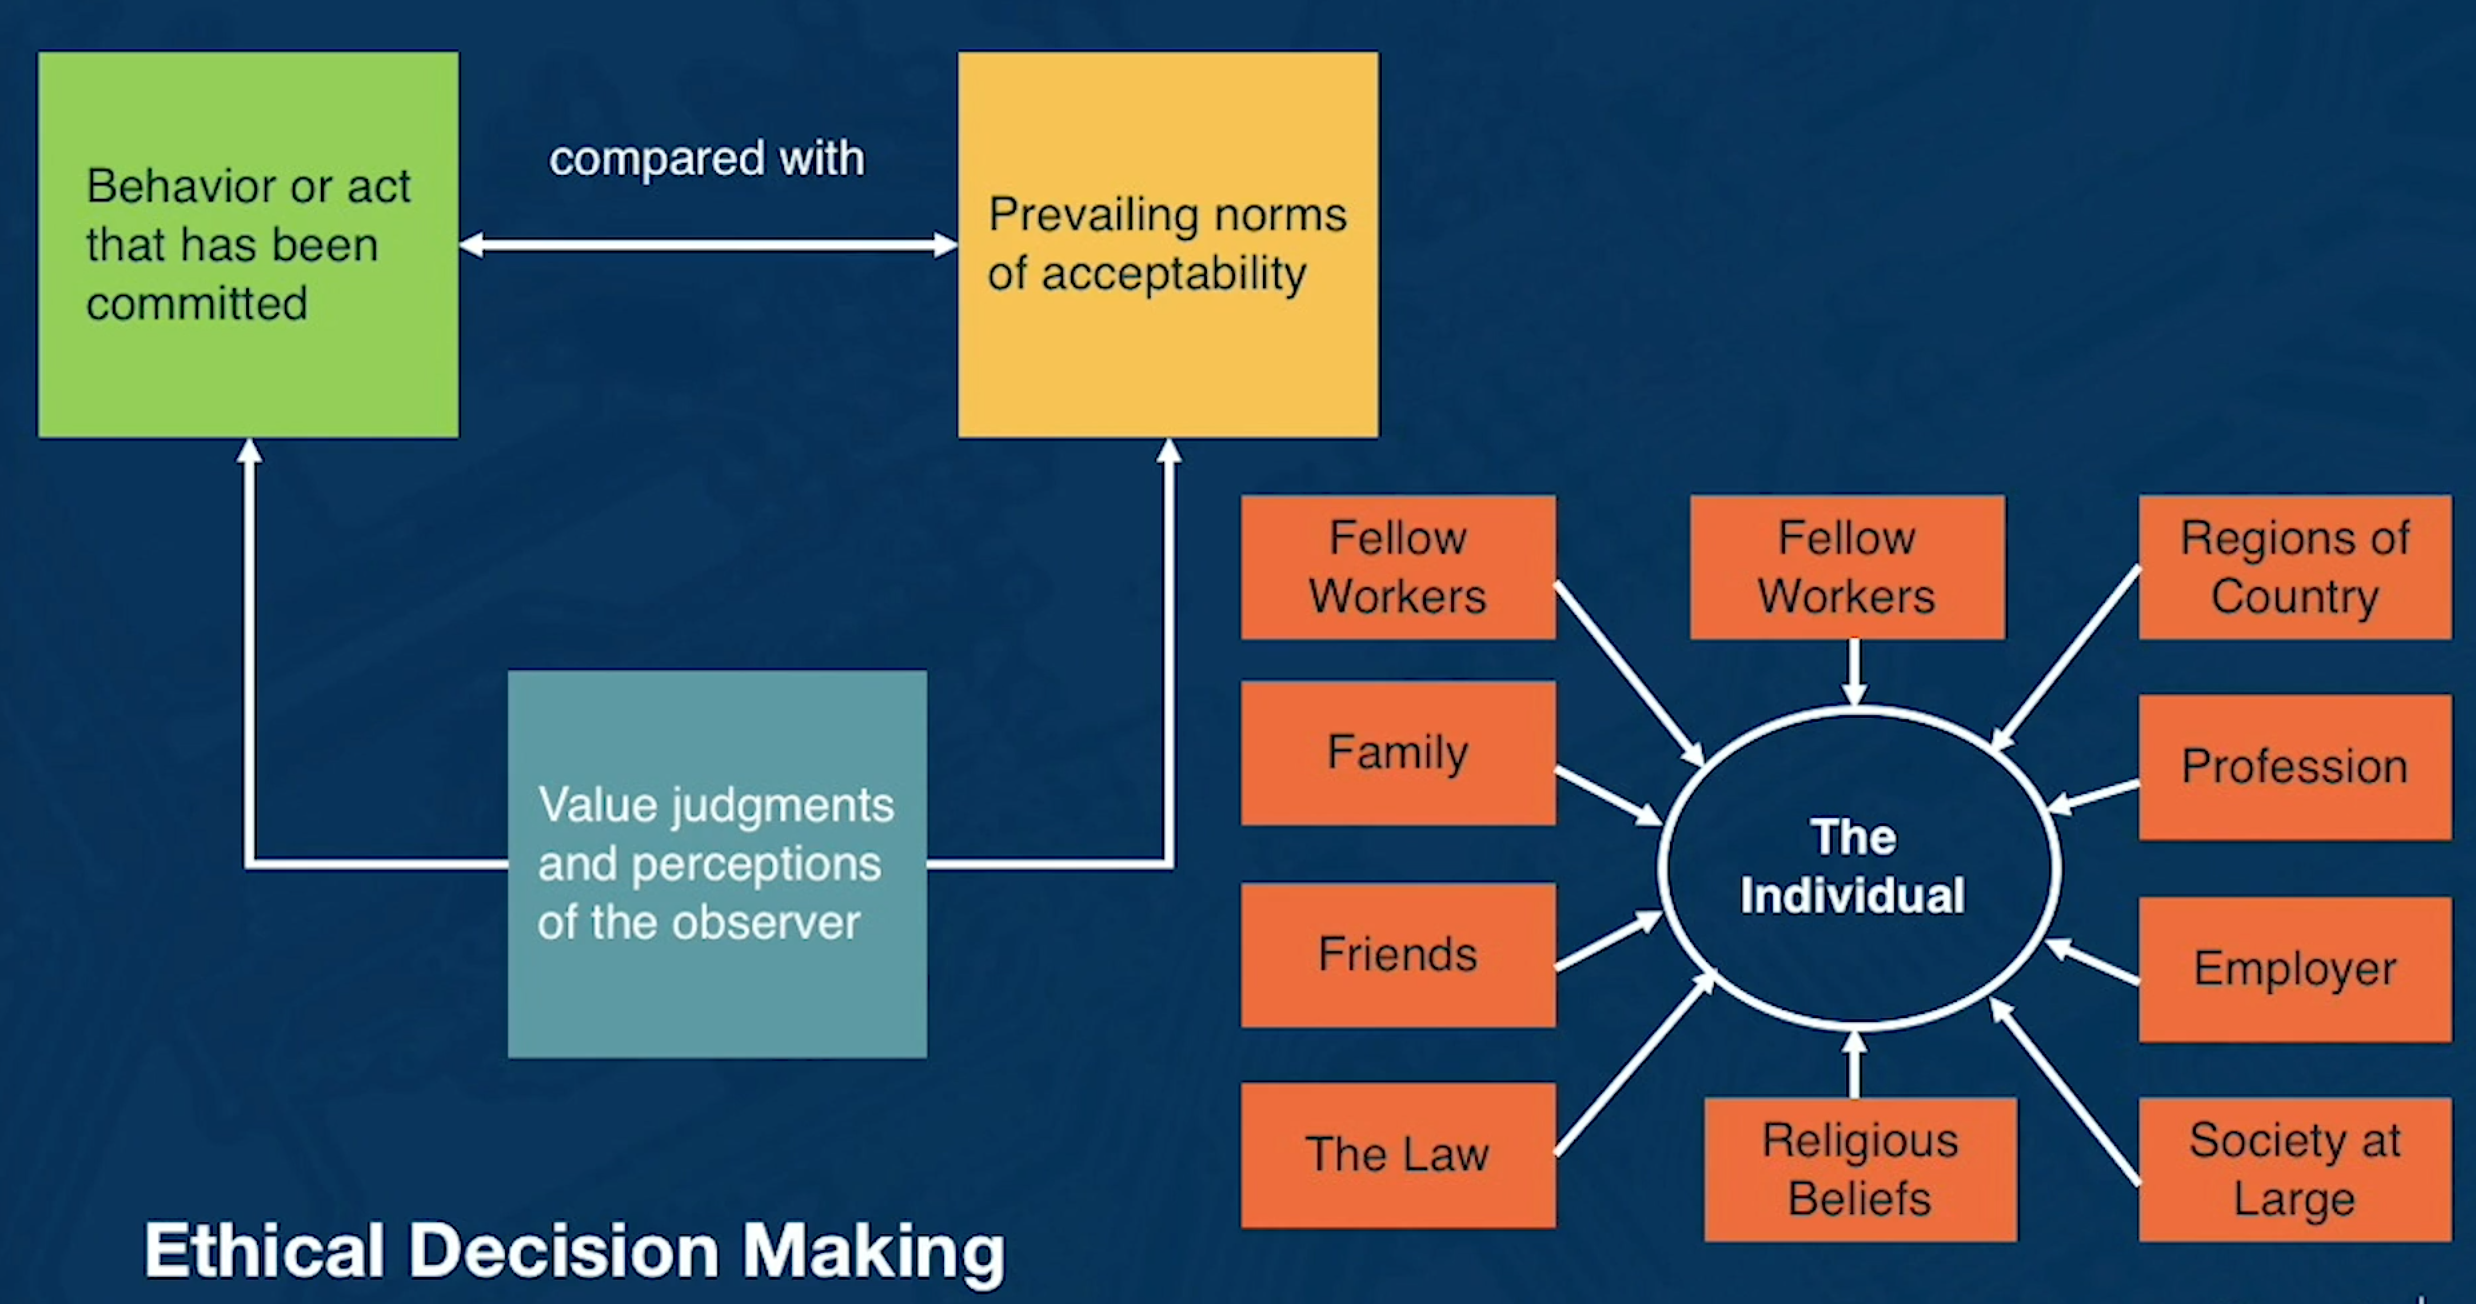 Behavior or act
that has been
committed
compared with
Prevailing norms
of acceptability
Value judgments
and perceptions
of the observer
Fellow
Workers
Fellow
Workers
Regions of
Country
Family
Profession
The
Individual
Friends
Employer
The Law
Religious
Beliefs
Society at
Large
Ethical Decision Making